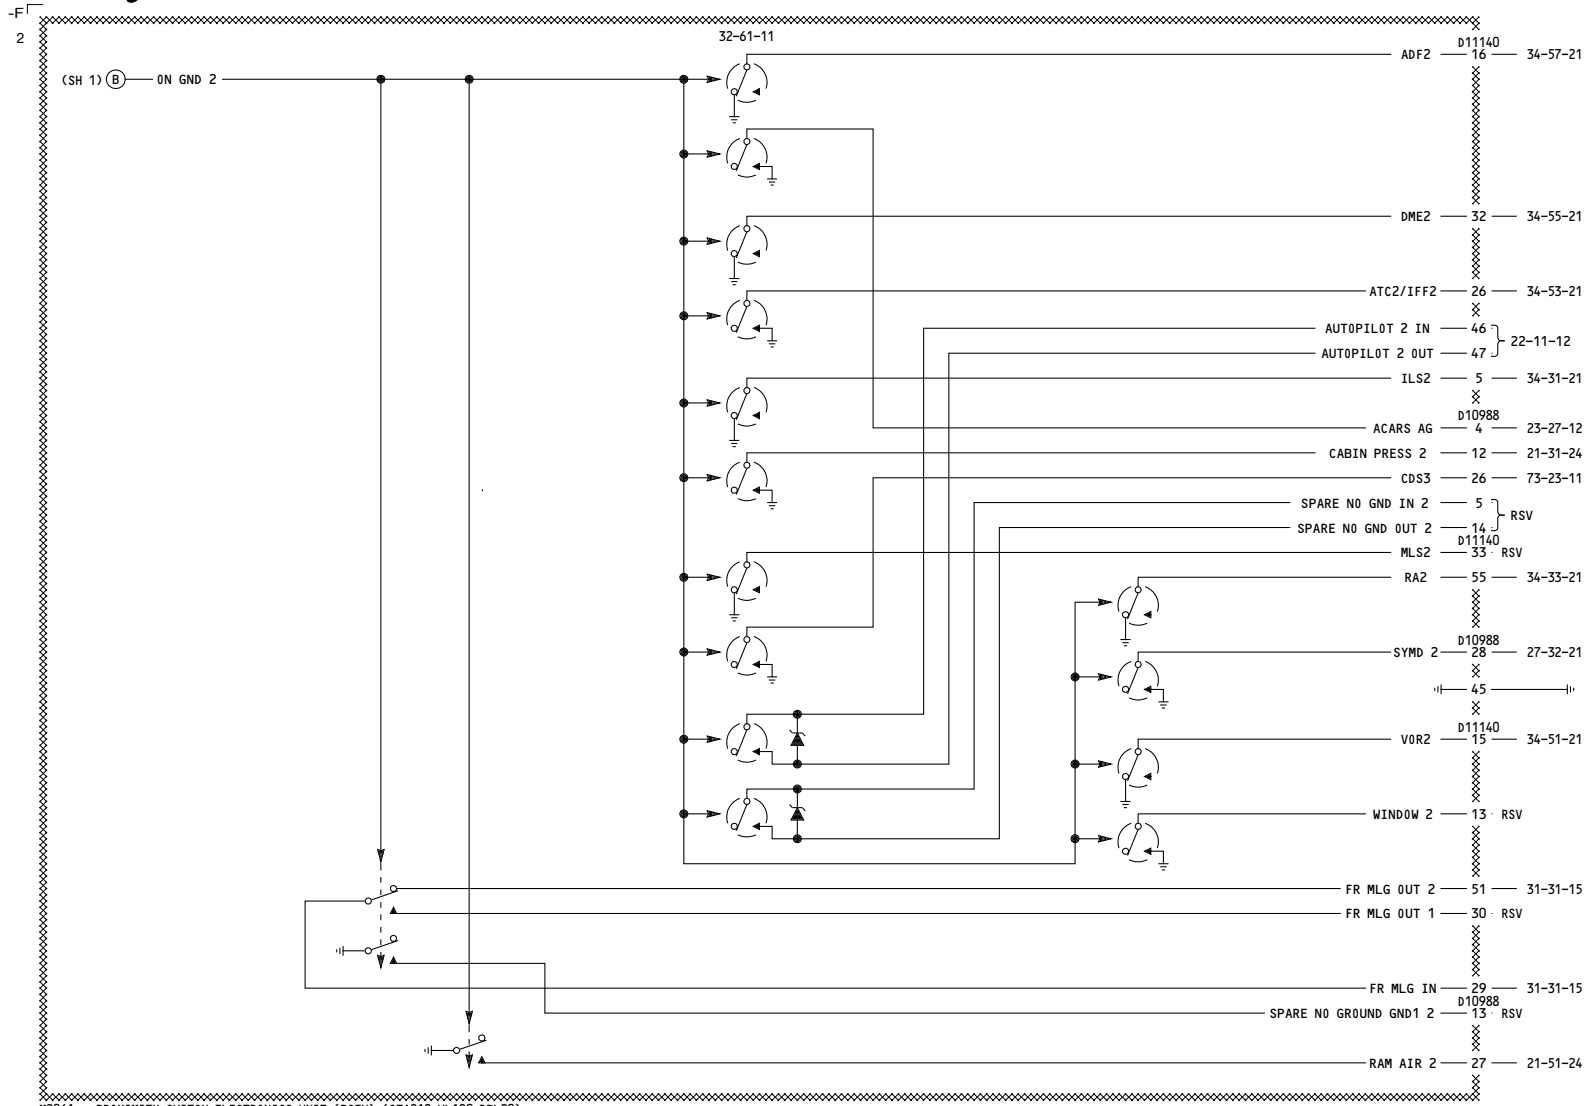 -F
2
32-61-11
D11140
ADF2 16 34-57-21
(SH 1) B ON GND 2
DME2 32 34-55-21
ATC2/IFF2 26 34-53-21
AUTOPILOT 2 IN 46
22-11-12
AUTOPILOT 2 OUT 47
ILS2 5 34-31-21
D10988
ACARS AG 4 23-27-12
CABIN PRESS 2 12 21-31-24
CDS3 26 73-23-11
SPARE NO GND IN 2 5
RSV
SPARE NO GND OUT 2 14
D11140
MLS2 33 RSV
RA2 55 34-33-21
D10988
SYMD 2 28 27-32-21
45
D11140
VOR2 15 34-51-21
WINDOW 2 13 RSV
FR MLG OUT 2 51 31-31-15
FR MLG OUT 1 30 RSV
FR MLG IN 29 31-31-15
D10988
SPARE NO GROUND GND1 2 13 RSV
RAM AIR 2 27 21-51-24